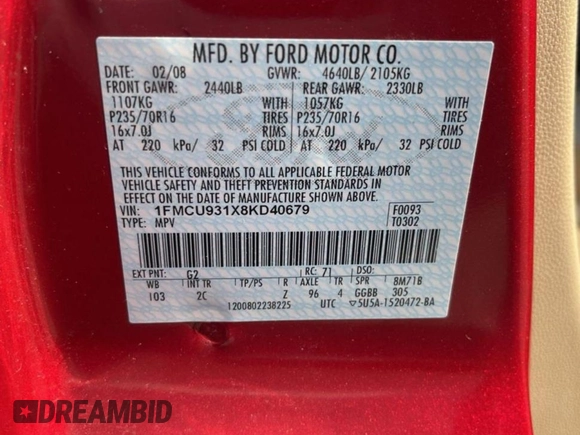 MFD. BY FORD MOTOR CO.
DATE: 02/08 GVWR: 4640LB/ 2105KG
FRONT GAWR: 2440LB REAR GAWR: 2330LB
1107KG WITH 1057KG WITH
P235/70R16 TIRES P235/70R16 TIRES
16x7.0J RIMS 16x7.0J RIMS
AT 220 kPa/ 32 PSI COLD AT 220 kPa/ 32 PSI COLD
THIS VEHICLE CONFORMS TO ALL APPLICABLE FEDERAL MOTOR
VEHICLE SAFETY AND THEFT PREVENTION STANDARDS IN
EFFECT ON THE DATE OF MANUFACTURE SHOWN ABOVE.
VIN: 1FMCU931X8KD40679 F0093
TYPE: MPV T0302
EXT PNT: G2 RC: 71 DSO:
WB INT TR TP/PS R AXLE TR SPR 8M71B
103 2C Z 96 4 GGBB 305
1200802238225 UTC ▽5U5A-1520472-BA
DREAMBID